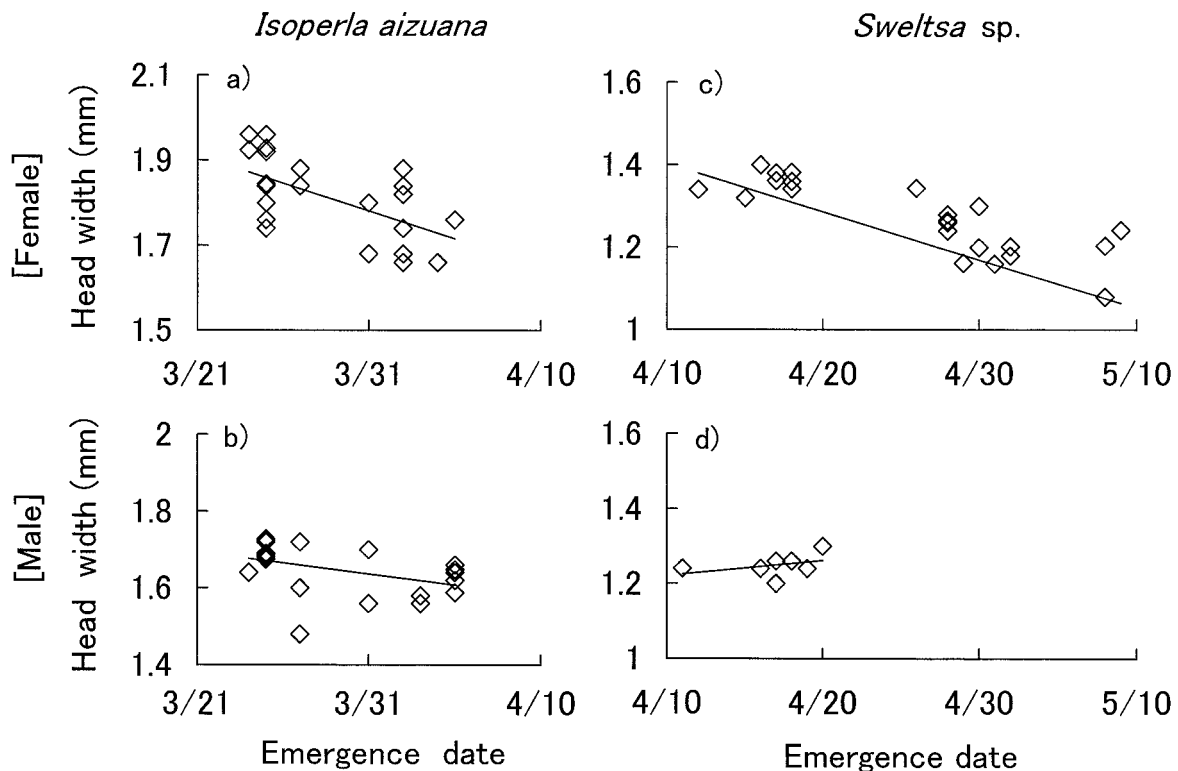 Isoperla aizuana
Sweltsa sp.
[Female]
Head width (mm)
a)
2.1
1.9
1.7
1.5
3/21
3/31
4/10
c)
1.6
1.4
1.2
1
4/10
4/20
4/30
5/10
[Male]
Head width (mm)
b)
2
1.8
1.6
1.4
3/21
3/31
4/10
Emergence date
d)
1.6
1.4
1.2
1
4/10
4/20
4/30
5/10
Emergence date